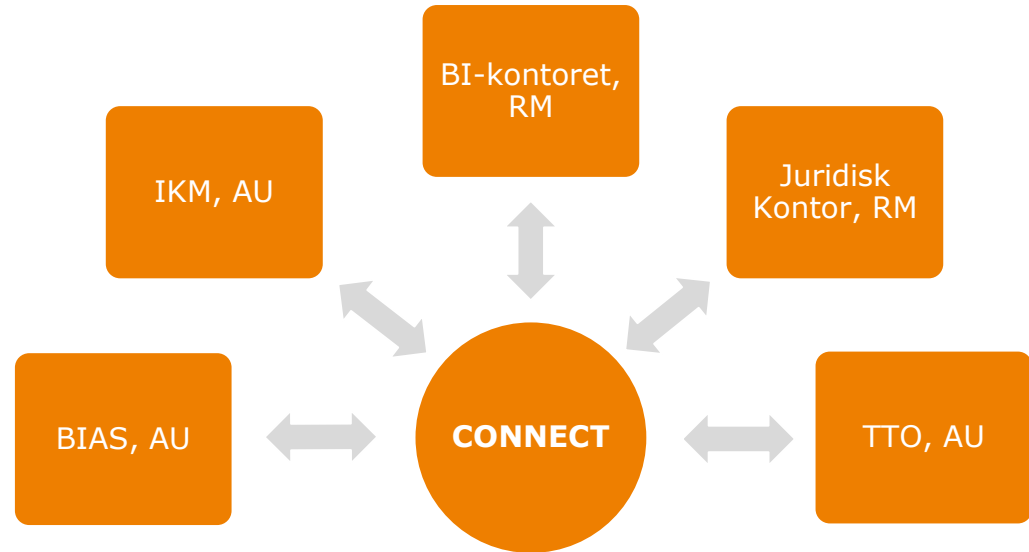 BI-kontoret,
RM
IKM, AU
Juridisk
Kontor, RM
BIAS, AU
CONNECT
TTO, AU